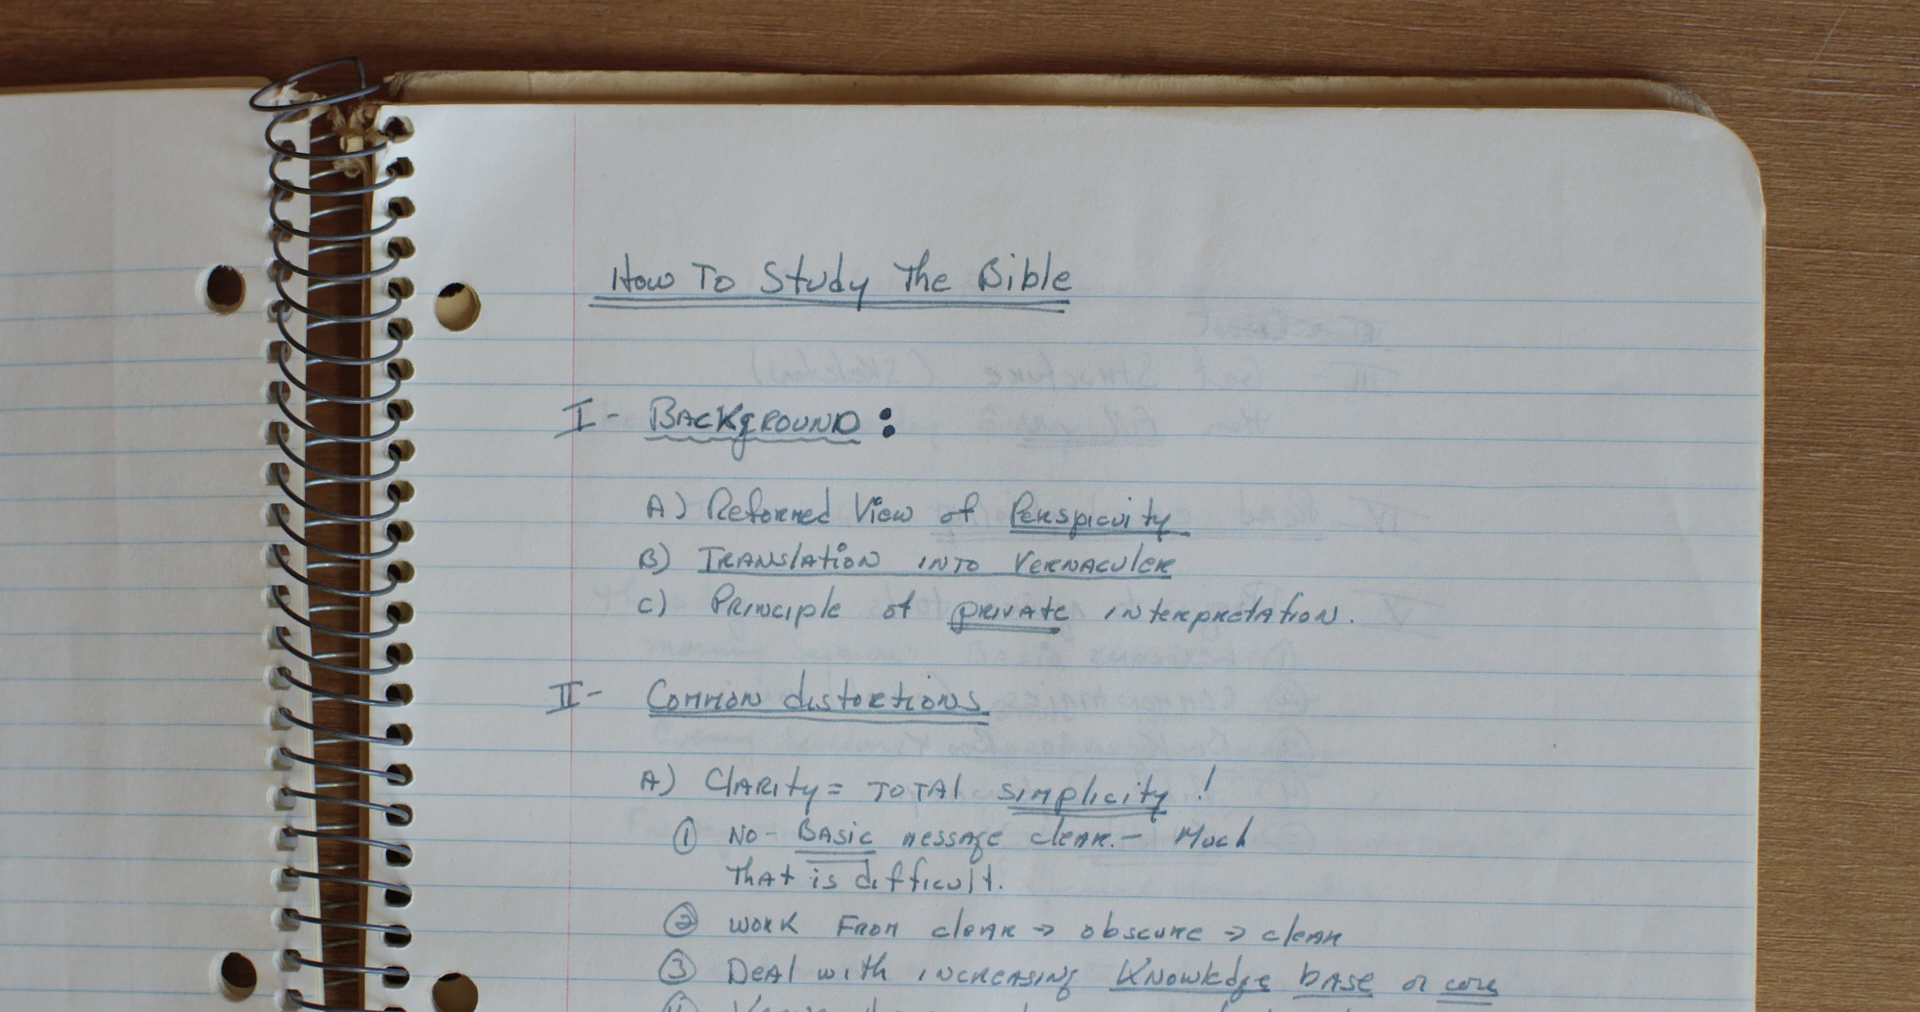 How To Study The Bible
I - Background:
A) Reformed View of Perspicuity
B) Translation into Vernaculer
C) Principle of private interpretation.
II - Common distortions
A) Clarity = Total simplicity!
① No - Basic message clear. - Much
that is difficult.
② Work from clear → obscure → clear
③ Deal with increasing knowledge base or core